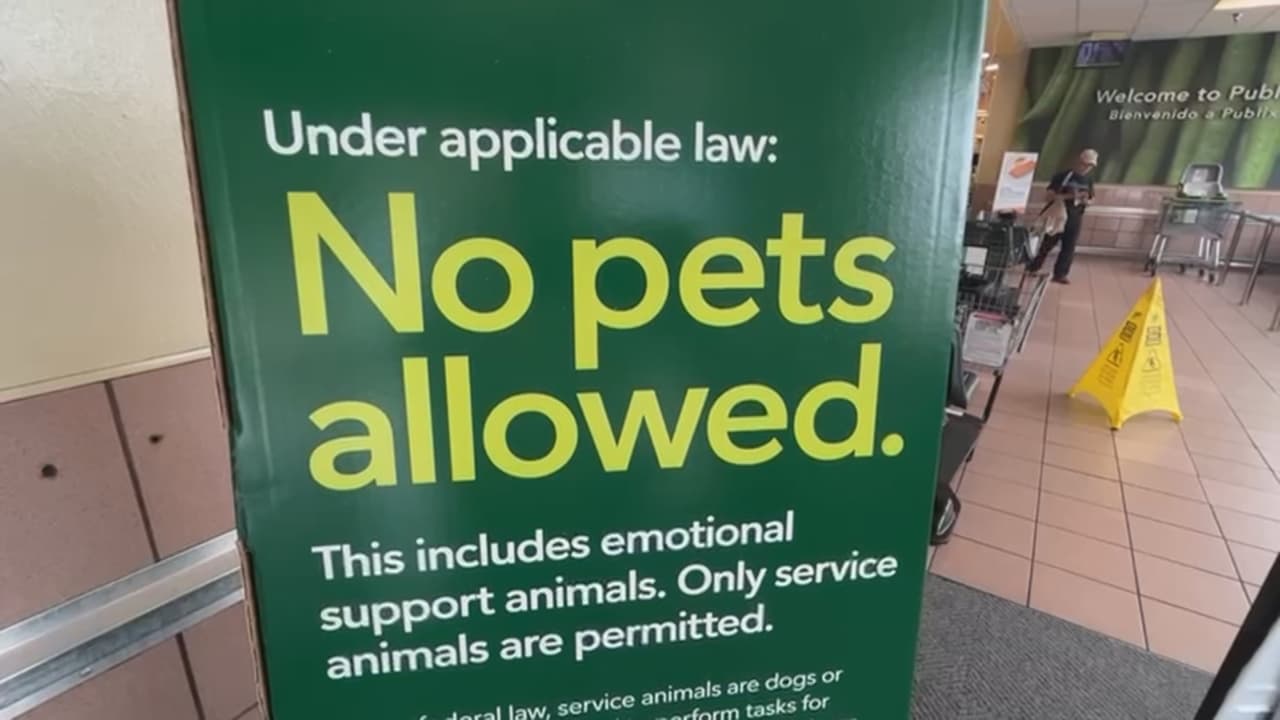 Under applicable law:
No pets
allowed.
This includes emotional
support animals. Only service
animals are permitted.
federal law, service animals are dogs or
perform tasks for
Welcome to Publ
Bienvenido a Publix